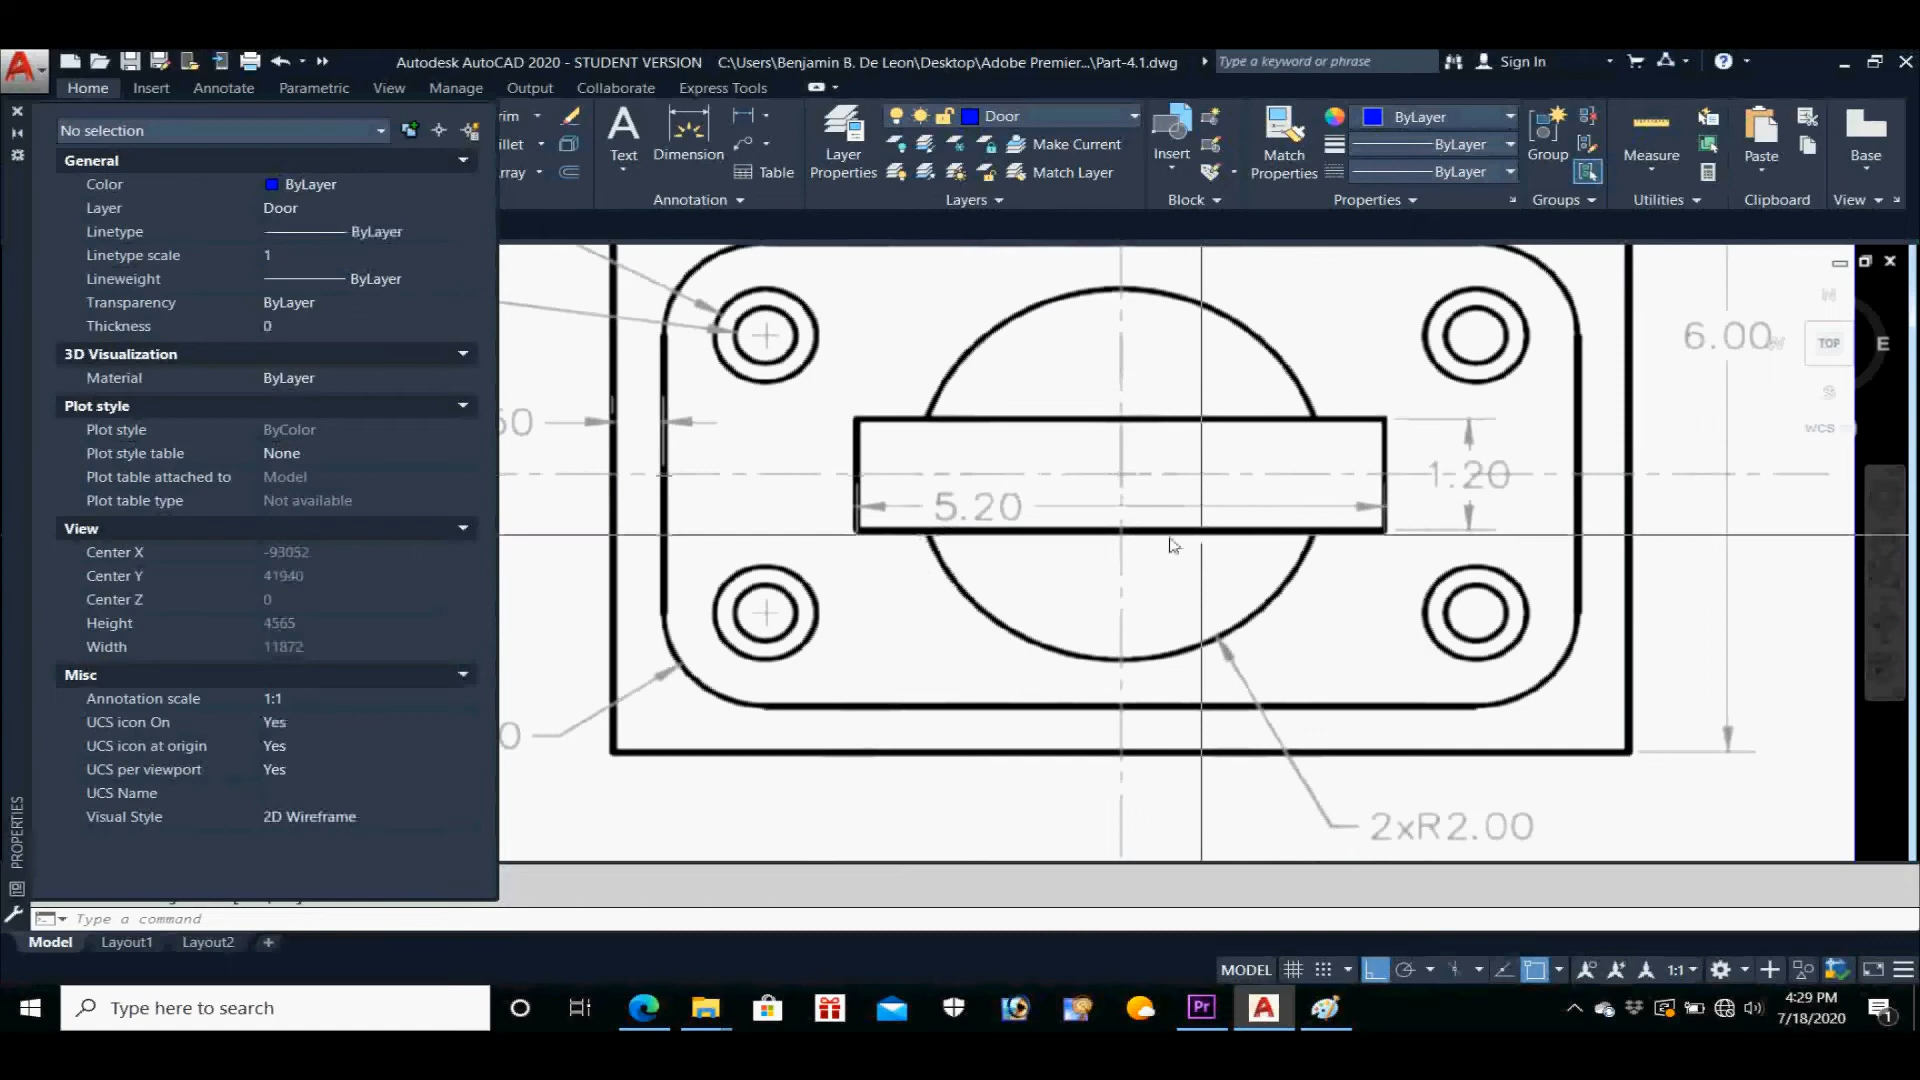 Autodesk AutoCAD 2020 - STUDENT VERSION C:\Users\Benjamin B. De Leon\Desktop\Adobe Premier...\Part-4.1.dwg
Type a keyword or phrase
Sign In
Home Insert Annotate Parametric View Manage Output Collaborate Express Tools
No selection
General
Color ByLayer
Layer Door
Linetype ByLayer
Linetype scale 1
Lineweight ByLayer
Transparency ByLayer
Thickness 0
3D Visualization
Material ByLayer
Plot style
Plot style ByColor
Plot style table None
Plot table attached to Model
Plot table type Not available
View
Center X -93052
Center Y 41940
Center Z 0
Height 4565
Width 11872
Misc
Annotation scale 1:1
UCS icon On Yes
UCS icon at origin Yes
UCS per viewport Yes
UCS Name
Visual Style 2D Wireframe
PROPERTIES
rim
illet
rray
Text
Dimension
Table
Annotation
Layer Properties
Door
Make Current
Match Layer
Layers
Insert
Block
Match Properties
ByLayer
ByLayer
ByLayer
Properties
Group
Groups
Measure
Utilities
Paste
Clipboard
Base
View
6.00
N
W
TOP
E
S
WCS
50
1.20
5.20
0
2xR2.00
Type a command
Model Layout1 Layout2 +
MODEL
1:1
Type here to search
Pr
A
4:29 PM
7/18/2020
1